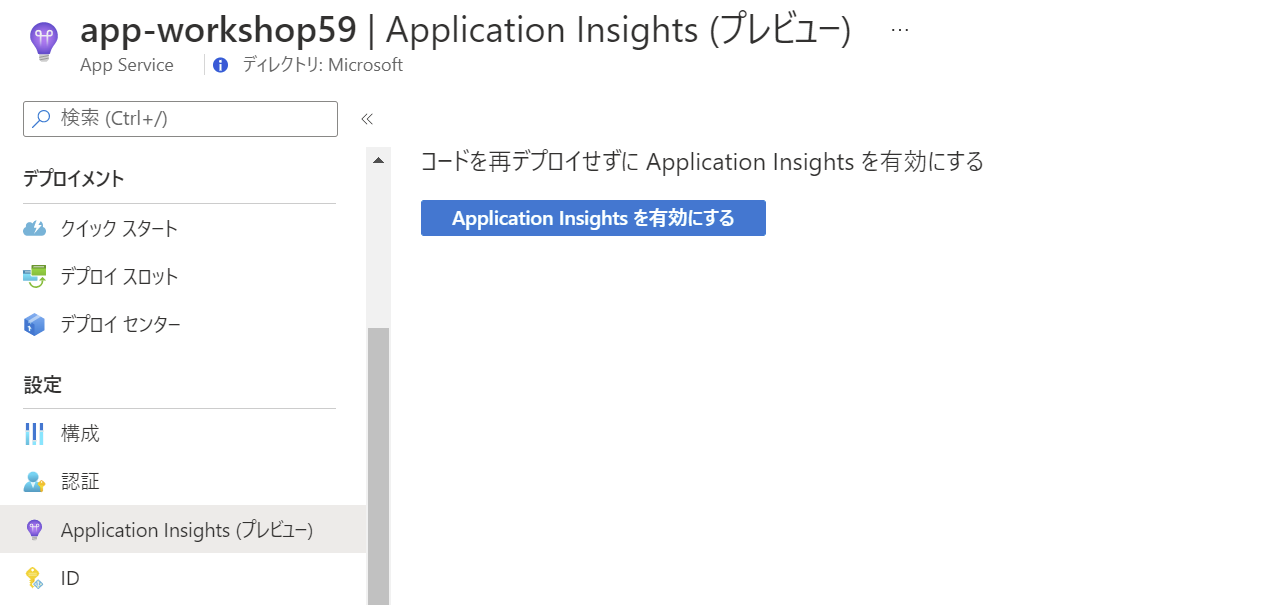 app-workshop59 | Application Insights (プレビュー) ...
App Service ディレクトリ: Microsoft
検索 (Ctrl+/) «
デプロイメント
クイック スタート
デプロイ スロット
デプロイ センター
設定
構成
認証
Application Insights (プレビュー)
ID
コードを再デプロイせずに Application Insights を有効にする
Application Insights を有効にする